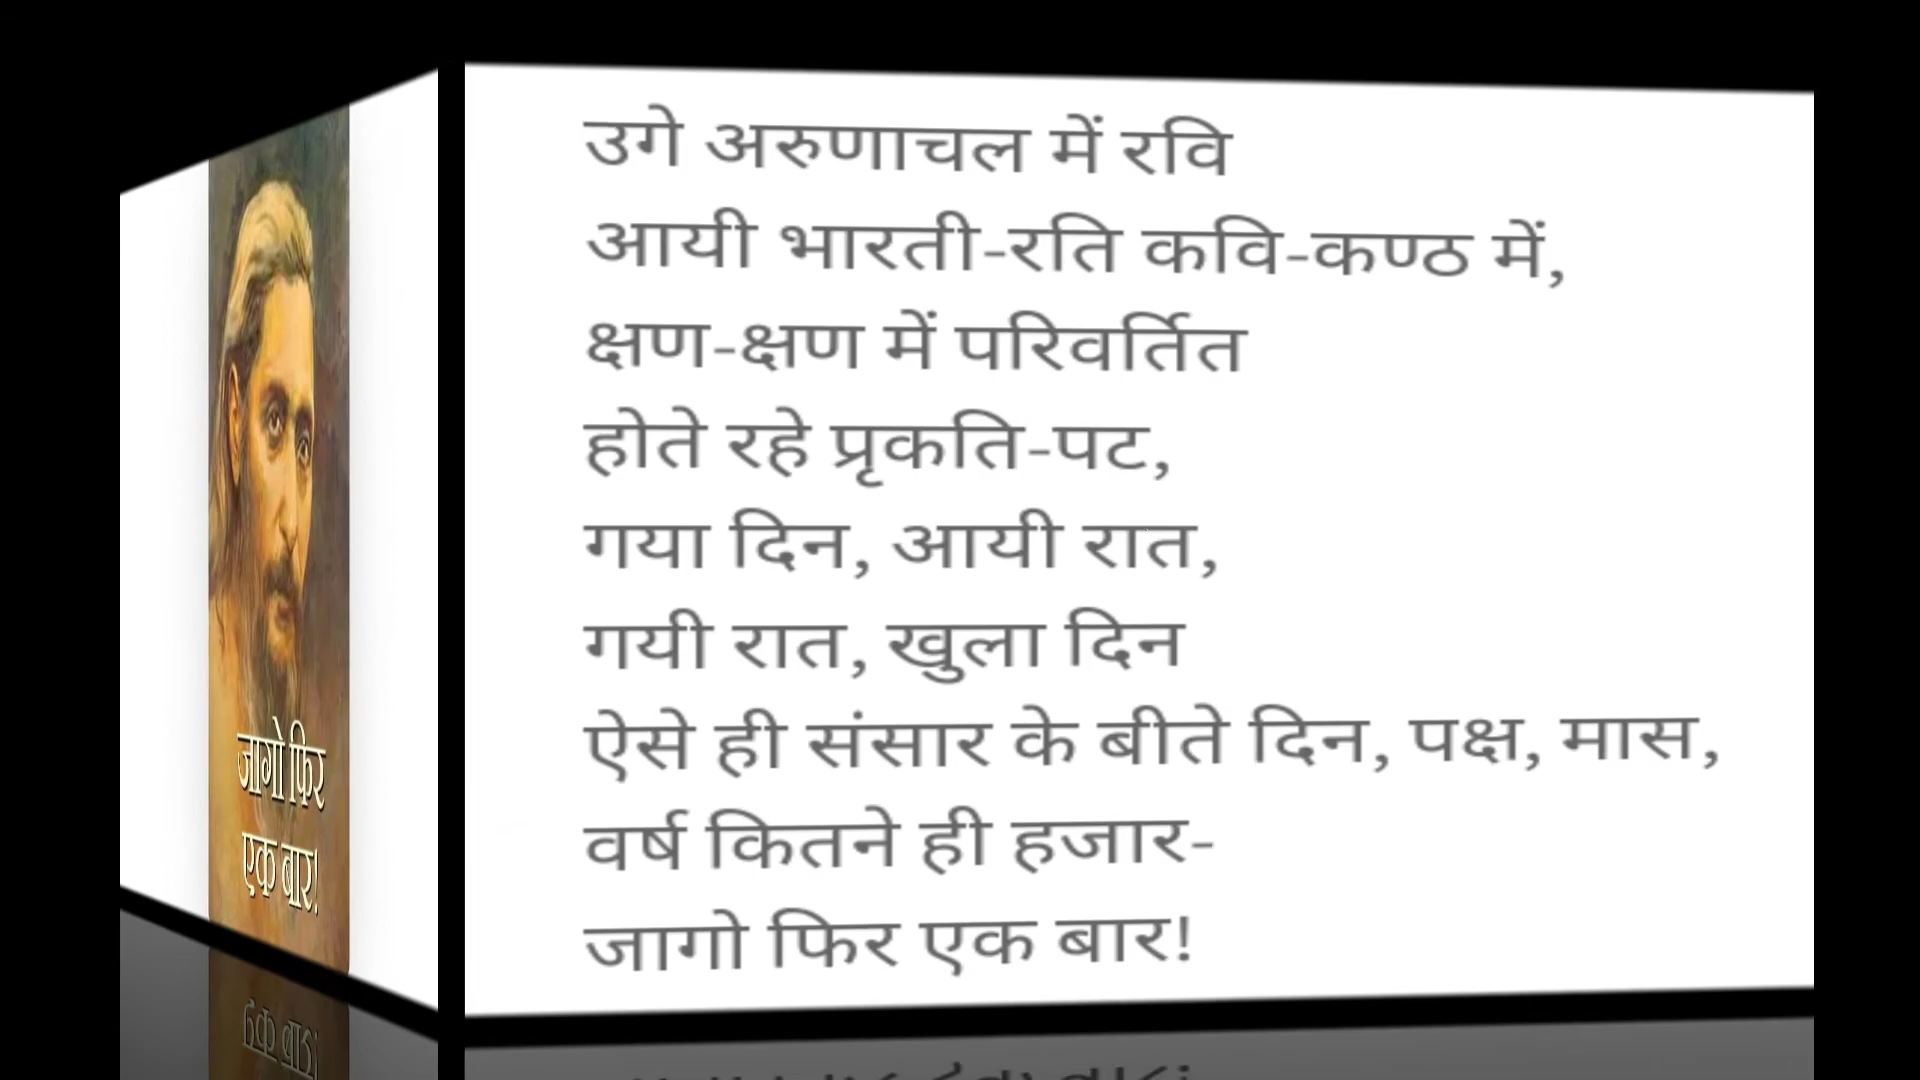 जागो फिर
एक बार!
उगे अरुणाचल में रवि
आयी भारती-रति कवि-कण्ठ में,
क्षण-क्षण में परिवर्तित
होते रहे प्रृकति-पट,
गया दिन, आयी रात,
गयी रात, खुला दिन
ऐसे ही संसार के बीते दिन, पक्ष, मास,
वर्ष कितने ही हजार-
जागो फिर एक बार!